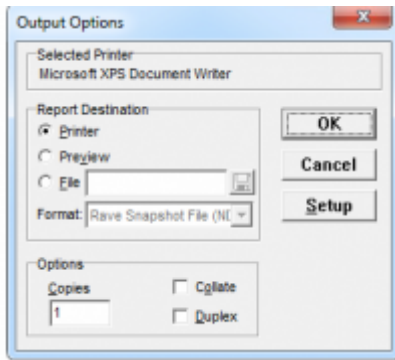 Output Options
Selected Printer
Microsoft XPS Document Writer
Report Destination
Printer
Preview
File
Format: Rave Snapshot File (ND
OK
Cancel
Setup
Options
Copies
1
Collate
Duplex